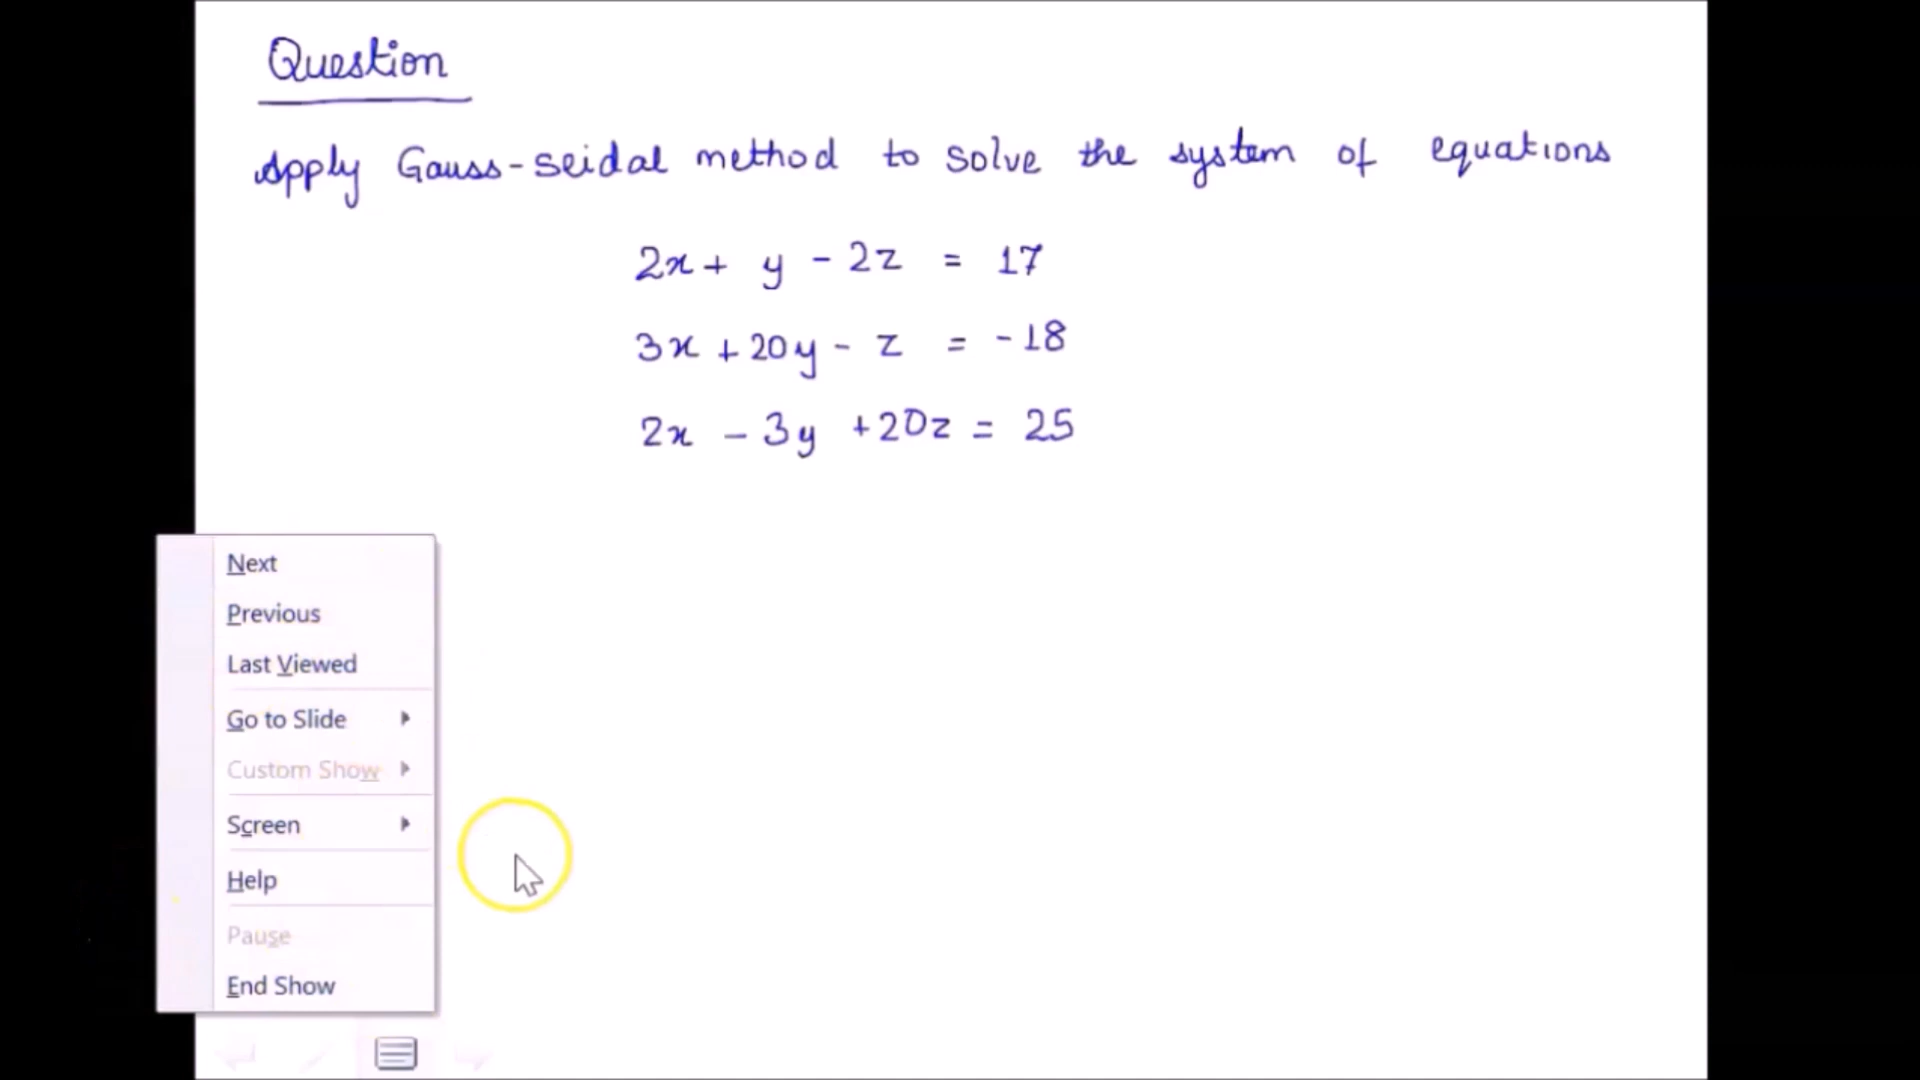 Question
Apply Gauss-seidal method to solve the system of equations
2x + y - 2z = 17
3x + 20y - z = -18
2x - 3y + 20z = 25
Next
Previous
Last Viewed
Go to Slide
Custom Show
Screen
Help
Pause
End Show